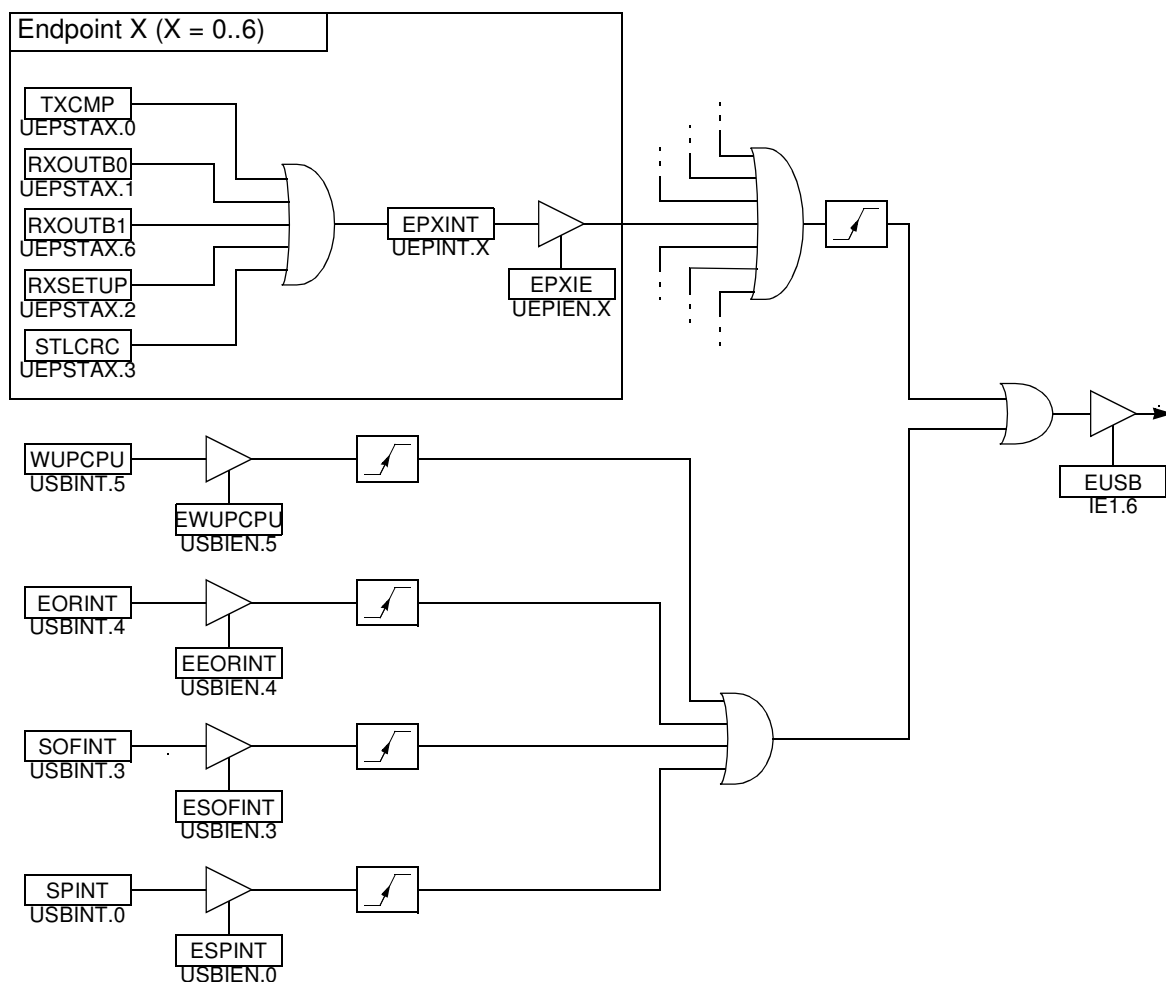 Endpoint X (X = 0..6)
TXCMP
UEPSTAX.0
RXOUTB0
UEPSTAX.1
RXOUTB1
UEPSTAX.6
RXSETUP
UEPSTAX.2
STLCRC
UEPSTAX.3
EPXINT
UEPINT.X
EPXIE
UEPIEN.X
WUPCPU
USBINT.5
EWUPCPU
USBIEN.5
EUSB
IE1.6
EORINT
USBINT.4
EEORINT
USBIEN.4
SOFINT
USBINT.3
ESOFINT
USBIEN.3
SPINT
USBINT.0
ESPINT
USBIEN.0